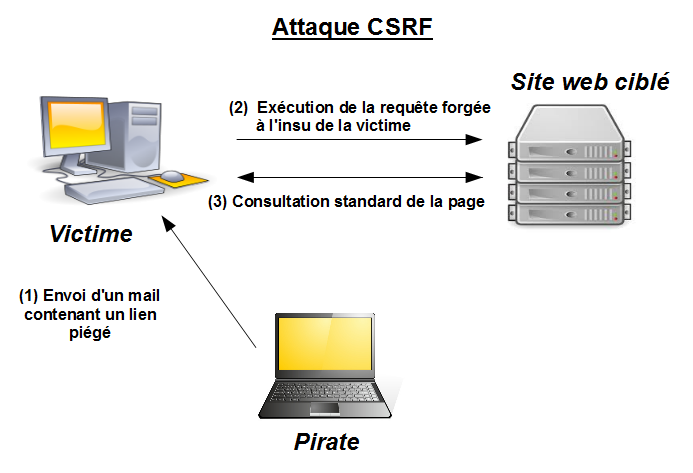 Attaque CSRF
Site web ciblé
(2) Exécution de la requête forgée
à l'insu de la victime
(3) Consultation standard de la page
Victime
(1) Envoi d'un mail
contenant un lien
piégé
Pirate